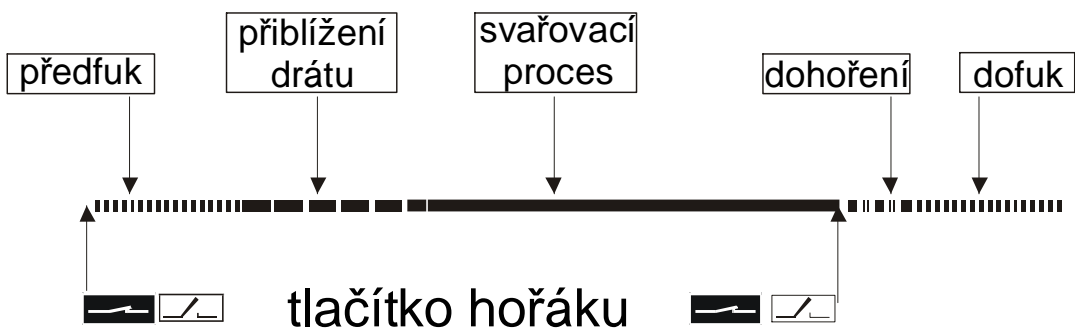 předfuk
přiblížení
drátu
svařovací
proces
dohoření
dofuk
tlačítko hořáku